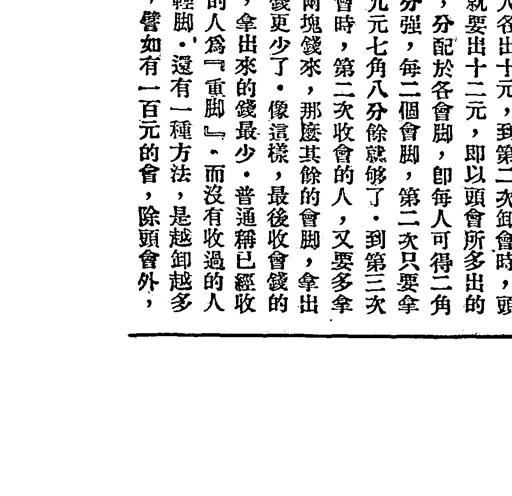 人各出十元，到第二次卸會時，頭
就要出十二元，即以頭會所多出的
，分配於各會脚，卽每人可得二角
分强，每二個會脚，第二次只要拿
九元七角八分餘就够了．到第三次
會時，第二次收會的人，又要多拿
兩塊錢來，那麼其餘的會脚，拿出
錢更少了．像這樣，最後收會錢的
，拿出來的錢最少．普通稱已經收
的人爲『重脚』．而沒有收過的人
輕脚．還有一種方法，是越卸越多
，譬如有一百元的會，除頭會外，